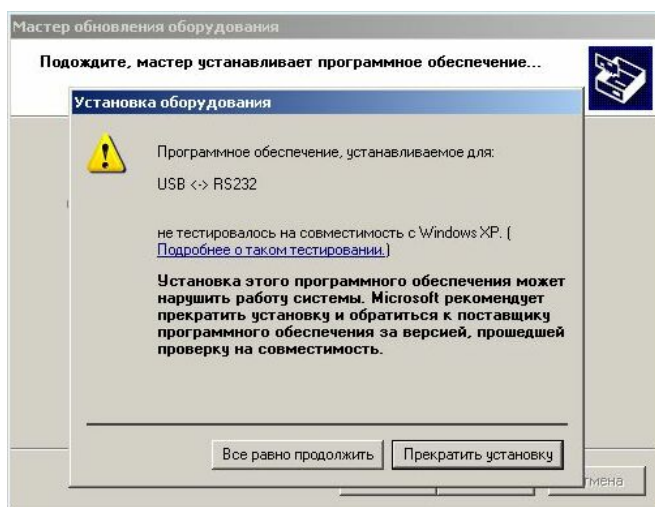 Мастер обновления оборудования
Подождите, мастер устанавливает программное обеспечение...
Установка оборудования
Программное обеспечение, устанавливаемое для:
USB <-> RS232
не тестировалось на совместимость с Windows XP. (
Подробнее о таком тестировании.)
Установка этого программного обеспечения может
нарушить работу системы. Microsoft рекомендует
прекратить установку и обратиться к поставщику
программного обеспечения за версией, прошедшей
проверку на совместимость.
Все равно продолжить
Прекратить установку
тмена